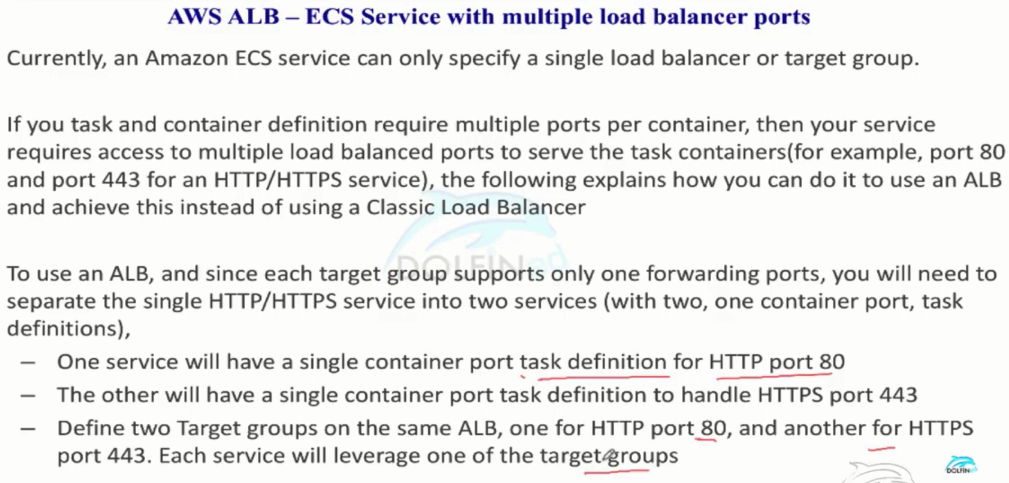 AWS ALB – ECS Service with multiple load balancer ports
Currently, an Amazon ECS service can only specify a single load balancer or target group.
If you task and container definition require multiple ports per container, then your service
requires access to multiple load balanced ports to serve the task containers(for example, port 80
and port 443 for an HTTP/HTTPS service), the following explains how you can do it to use an ALB
and achieve this instead of using a Classic Load Balancer
DOLFINed
To use an ALB, and since each target group supports only one forwarding ports, you will need to
separate the single HTTP/HTTPS service into two services (with two, one container port, task
definitions),
– One service will have a single container port task definition for HTTP port 80
– The other will have a single container port task definition to handle HTTPS port 443
– Define two Target groups on the same ALB, one for HTTP port 80, and another for HTTPS
port 443. Each service will leverage one of the target groups
DOLFINed